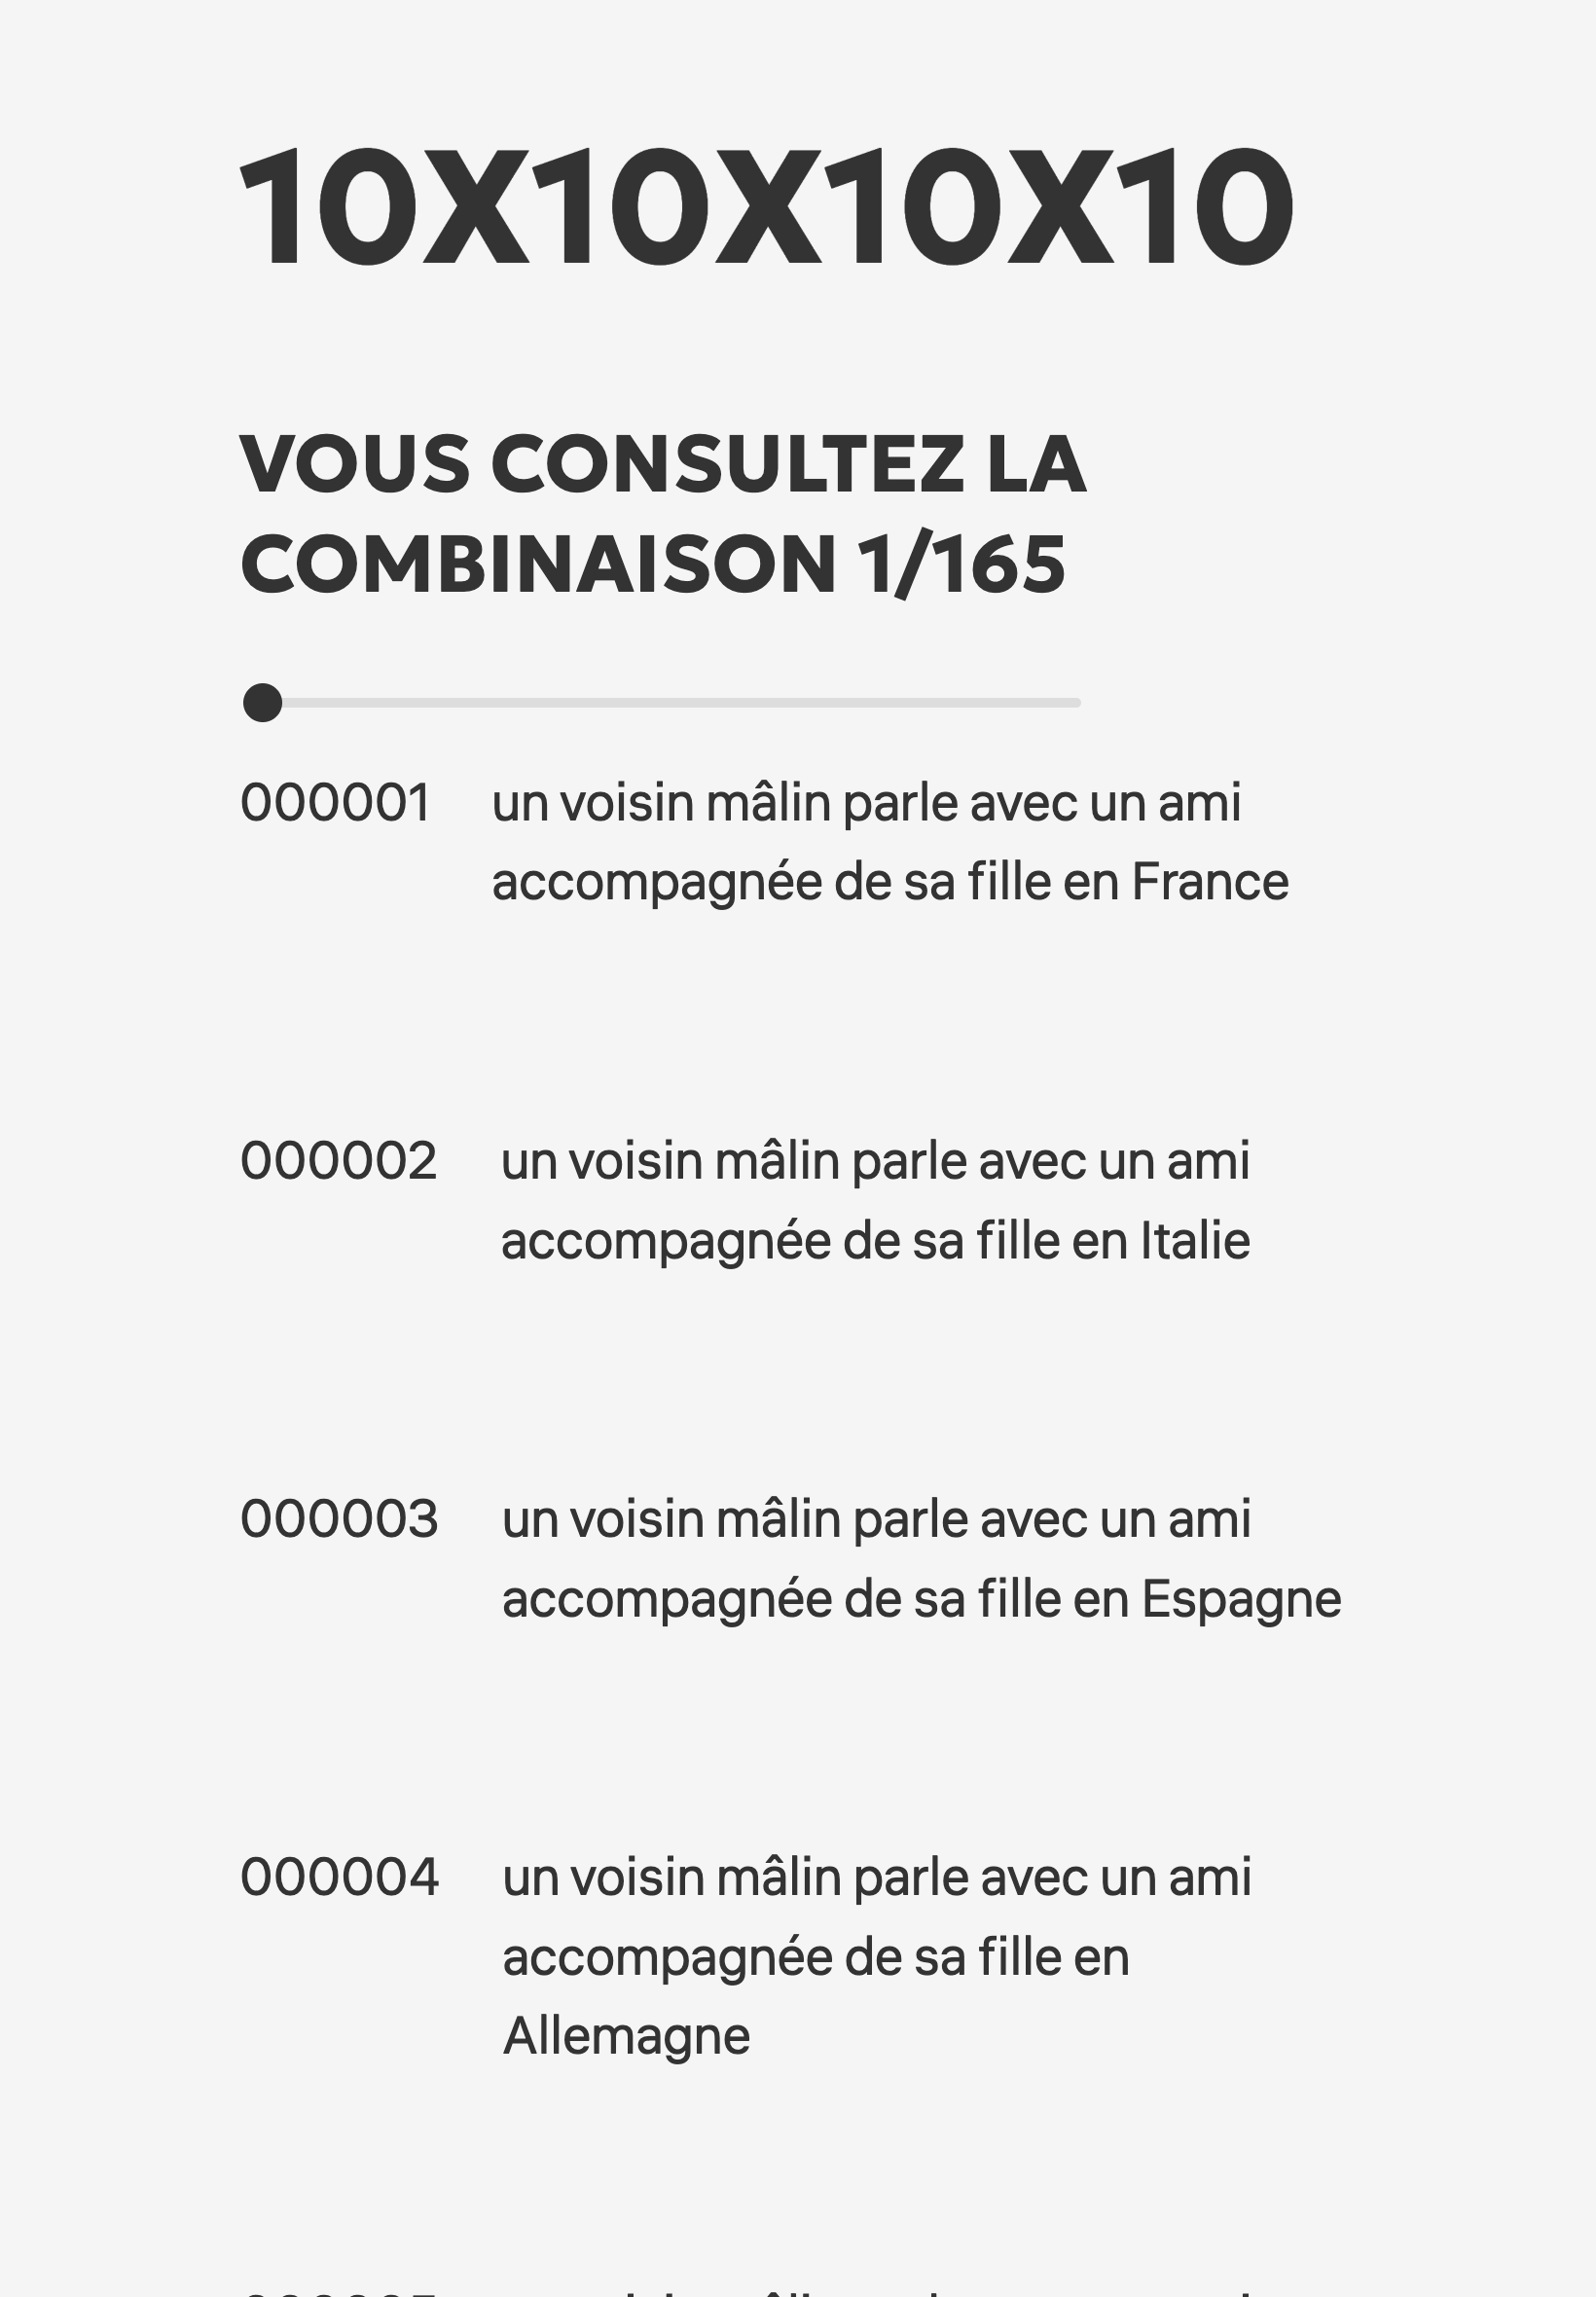 10X10X10X10
VOUS CONSULTEZ LA
COMBINAISON 1/165
000001 un voisin mâlin parle avec un ami
accompagnée de sa fille en France
000002 un voisin mâlin parle avec un ami
accompagnée de sa fille en Italie
000003 un voisin mâlin parle avec un ami
accompagnée de sa fille en Espagne
000004 un voisin mâlin parle avec un ami
accompagnée de sa fille en
Allemagne